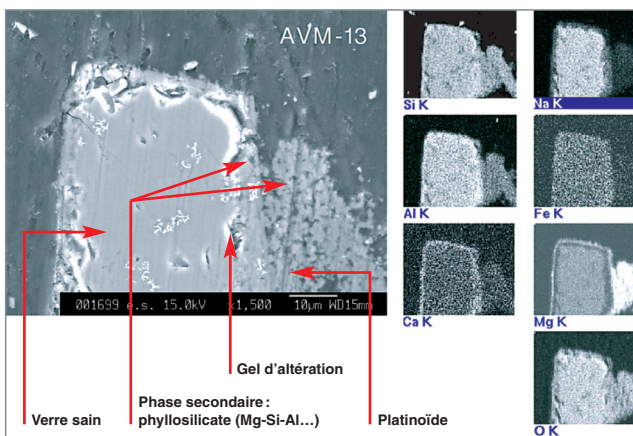 AVM-13
001699 e.s. 15.0kV x1,500 10µm WD15mm
Si K
Na K
Al K
Fe K
Ca K
Mg K
O K
Gel d'altération
Phase secondaire :
phyllosilicate (Mg-Si-Al...)
Verre sain
Platinoïde